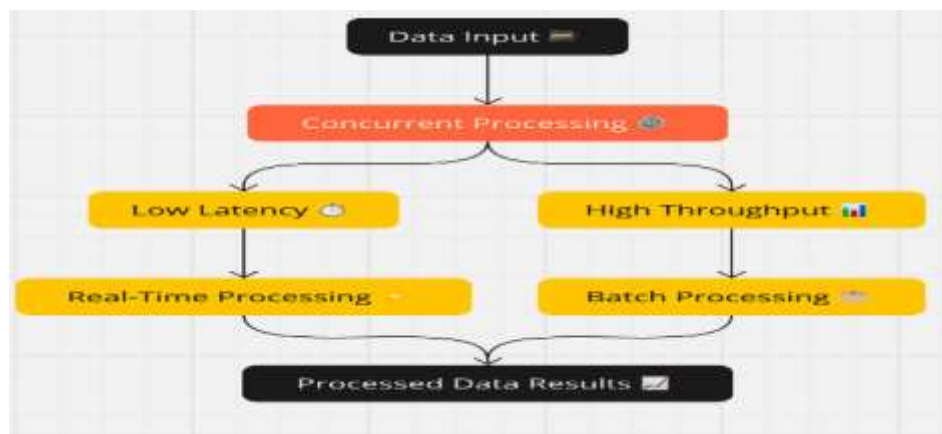 Data Input
Concurrent Processing
Low Latency
High Throughput
Real-Time Processing
Batch Processing
Processed Data Results